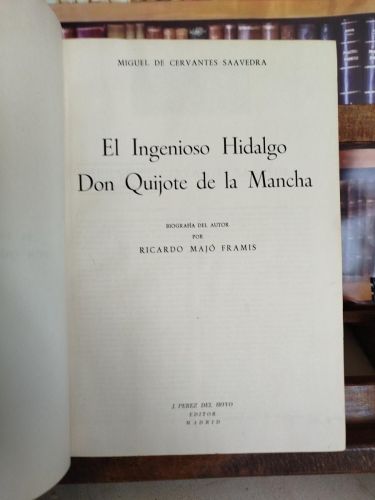 MIGUEL DE CERVANTES SAAVEDRA
El Ingenioso Hidalgo
Don Quijote de la Mancha
BIOGRAFÍA DEL AUTOR
POR
RICARDO MAJÓ FRAMIS
J. PEREZ DEL HOYO
EDITOR
MADRID